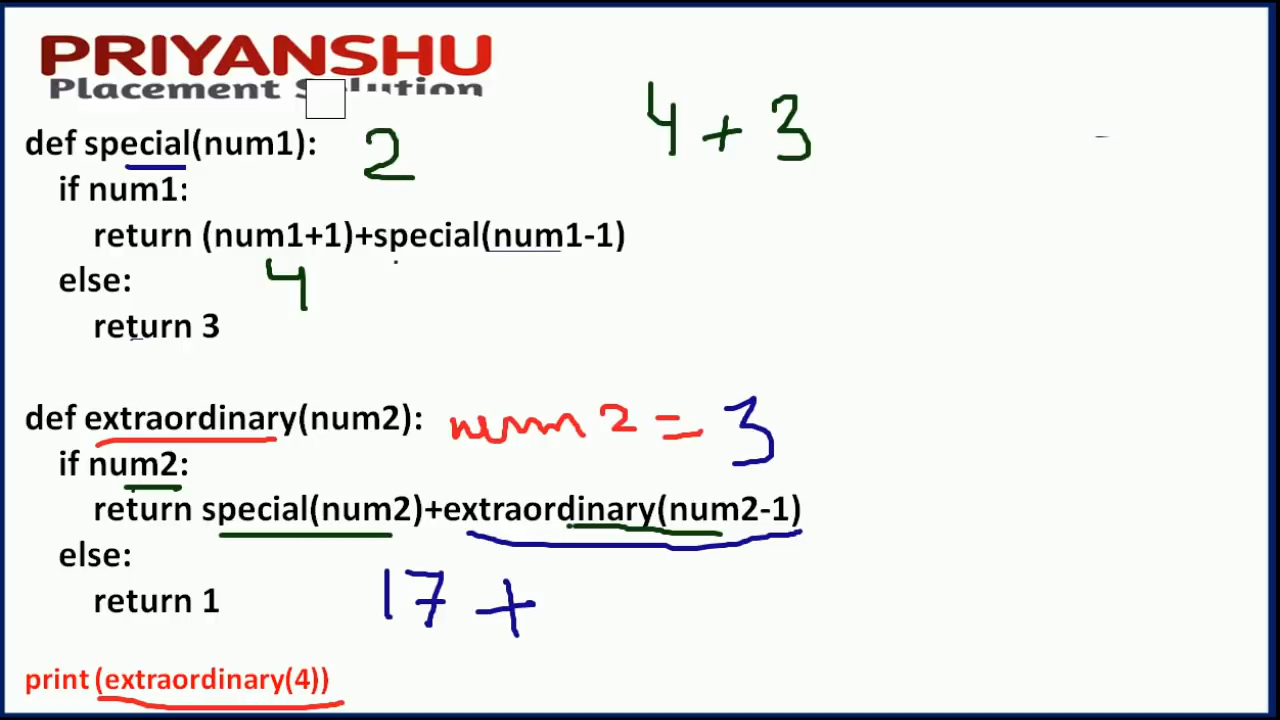 PRIYANSHU
Placement Solution
4 + 3
def special(num1): 2
if num1:
return (num1+1)+special(num1-1)
else: 4
return 3
def extraordinary(num2): num 2 = 3
if num2:
return special(num2)+extraordinary(num2-1)
else:
return 1 17 +
print (extraordinary(4))